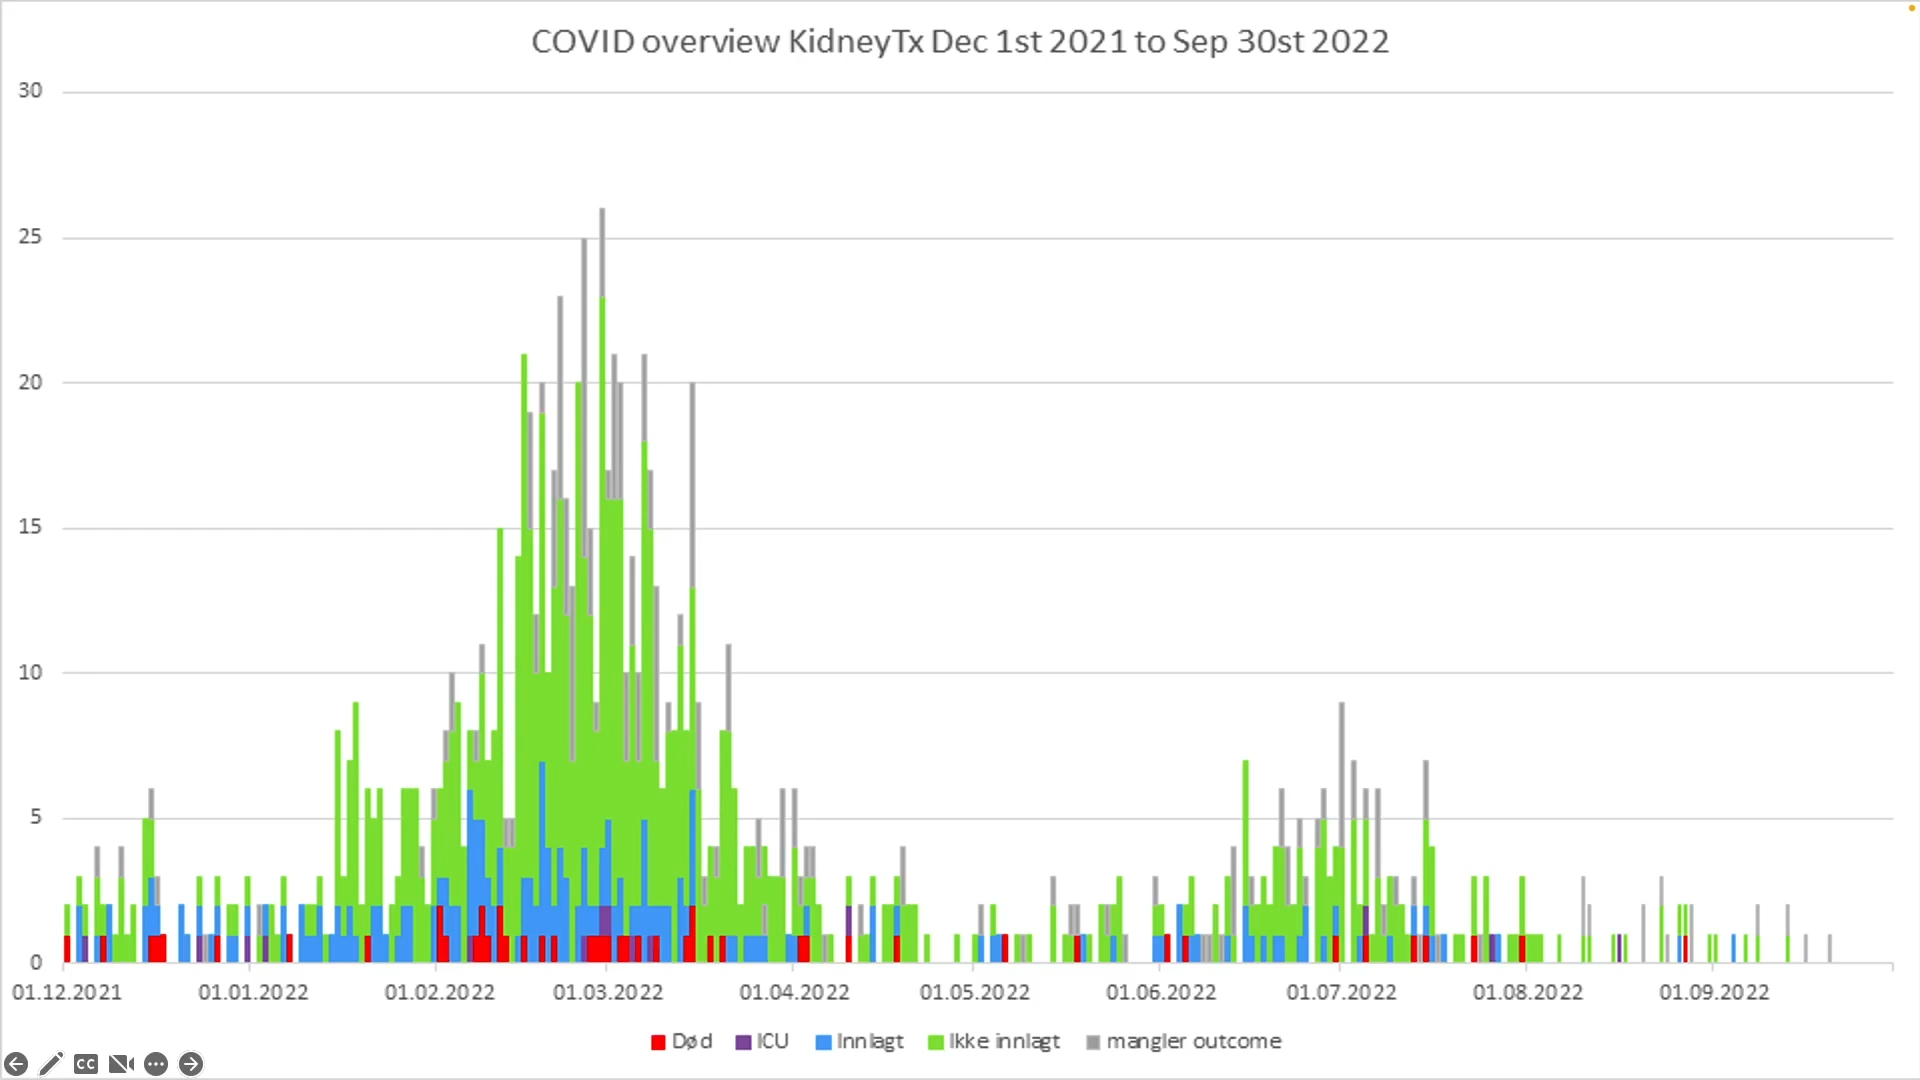 COVID overview KidneyTx Dec 1st 2021 to Sep 30st 2022
30
25
20
15
10
5
0
01.12.2021 01.01.2022 01.02.2022 01.03.2022 01.04.2022 01.05.2022 01.06.2022 01.07.2022 01.08.2022 01.09.2022
Død ICU Innlagt Ikke innlagt mangler outcome
CC